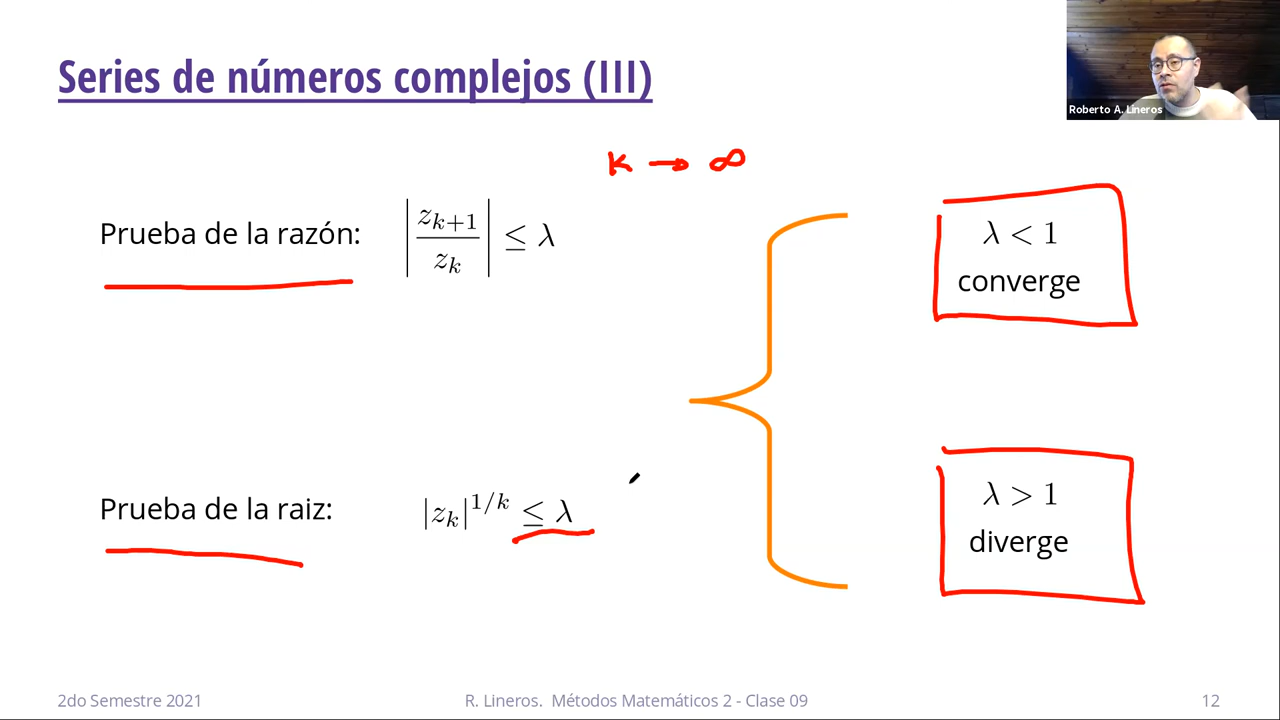 Series de números complejos (III)
Roberto A. Lineros
K → ∞
Prueba de la razón: |z_{k+1}/z_k| ≤ λ
λ < 1
converge
Prueba de la raiz: |z_k|^{1/k} ≤ λ
λ > 1
diverge
2do Semestre 2021 R. Lineros. Métodos Matemáticos 2 - Clase 09 12